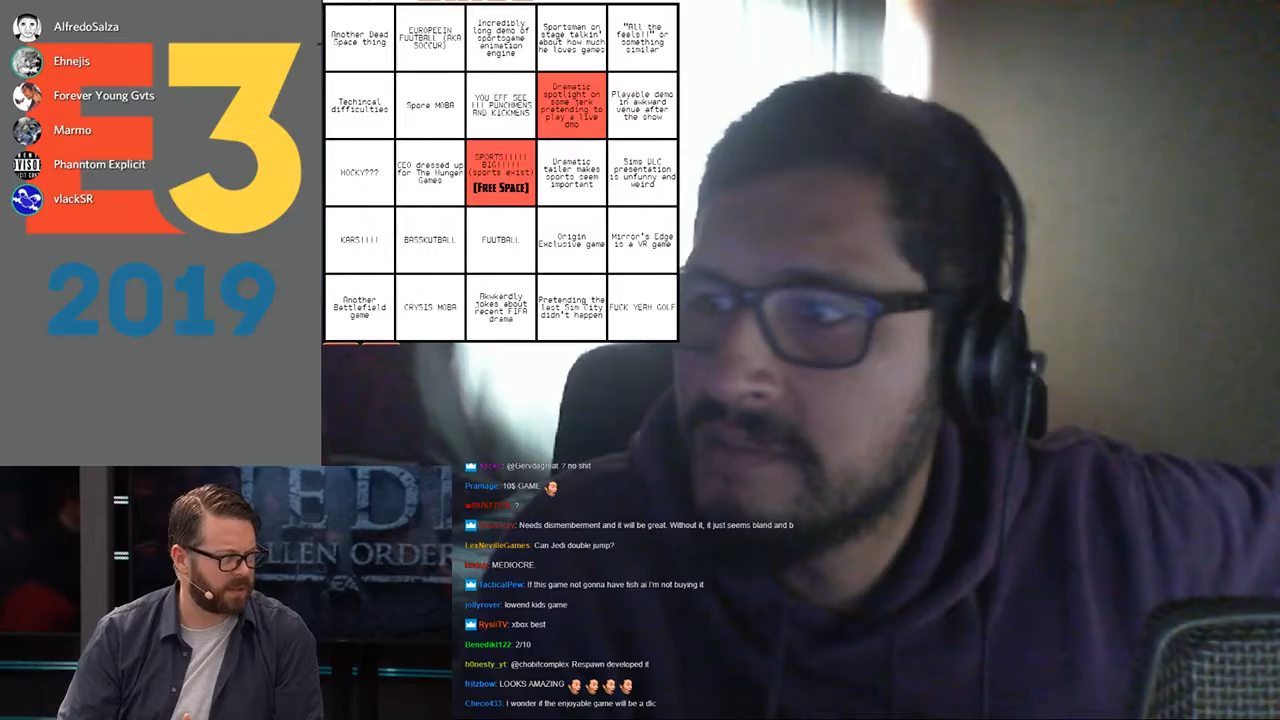 AlfredoSalza
Ehnejis
Forever Young Gvts
Marmo
Phanntom Explicit
vlackSR
E3
2019
Another Dead
Space thing
EUROPEEIN
FUUTBALL (AKA
SOCCUR)
Incredibly
long demo of
sportsgame
animation
engine
Sportsman on
stage talkin'
about how much
he loves games
"All the
feels!!" or
something
similar
Techincal
difficulties
Spore MOBA
YOU EFF SEE
!!! PUNCHMENS
AND KICKMENS
Dramatic
spotlight on
some jerk
pretending to
play a live
dmo
Playable demo
in awkward
venue after
the show
HOCKY???
CEO dressed up
for The Hunger
Games
SPORTS!!!!!
BIG!!!!!
(sports exist)
[FREE SPACE]
Dramatic
tailer makes
sports seem
important
Sims DLC
presentation
is unfunny and
weird
KARS!!!!
BASSKUTBALL
FUUTBALL
Origin
Exclusive game
Mirror's Edge
is a VR game
Another
Battlefield
game
CRYSIS MOBA
Akwkardly
jokes about
recent FIFA
drama
Pretending the
last Sim City
didn't happen
FUCK YEAH GOLF
JEDI
FALLEN ORDER
EA
@Gervdagreat ? no shit
Pramage: 10$ GAME
?
Needs dismemberment and it will be great. Without it, it just seems bland and b
LexNevilleGames: Can Jedi double jump?
MEDIOCRE.
TacticalPew: If this game not gonna have fish ai I'm not buying it
jollyrover: lowend kids game
RysiiTV: xbox best
Benedikt122: 2/10
h0nesty_yt: @chobitcomplex Respawn developed it
fritzbow: LOOKS AMAZING
Checo433: I wonder if the enjoyable game will be a dlc